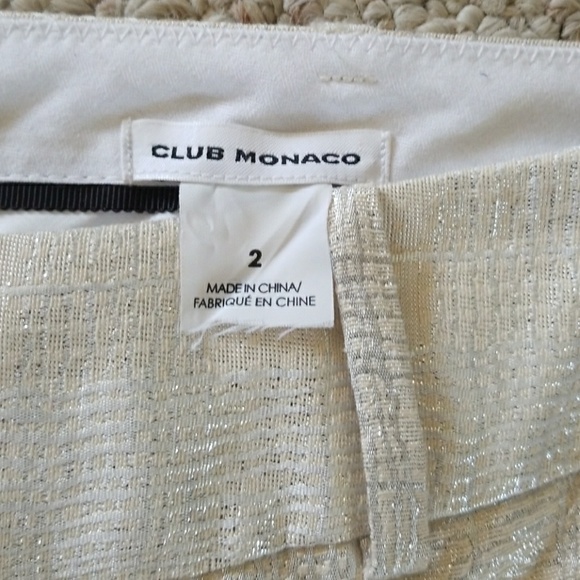 CLUB MONACO
2
MADE IN CHINA/
FABRIQUÉ EN CHINE